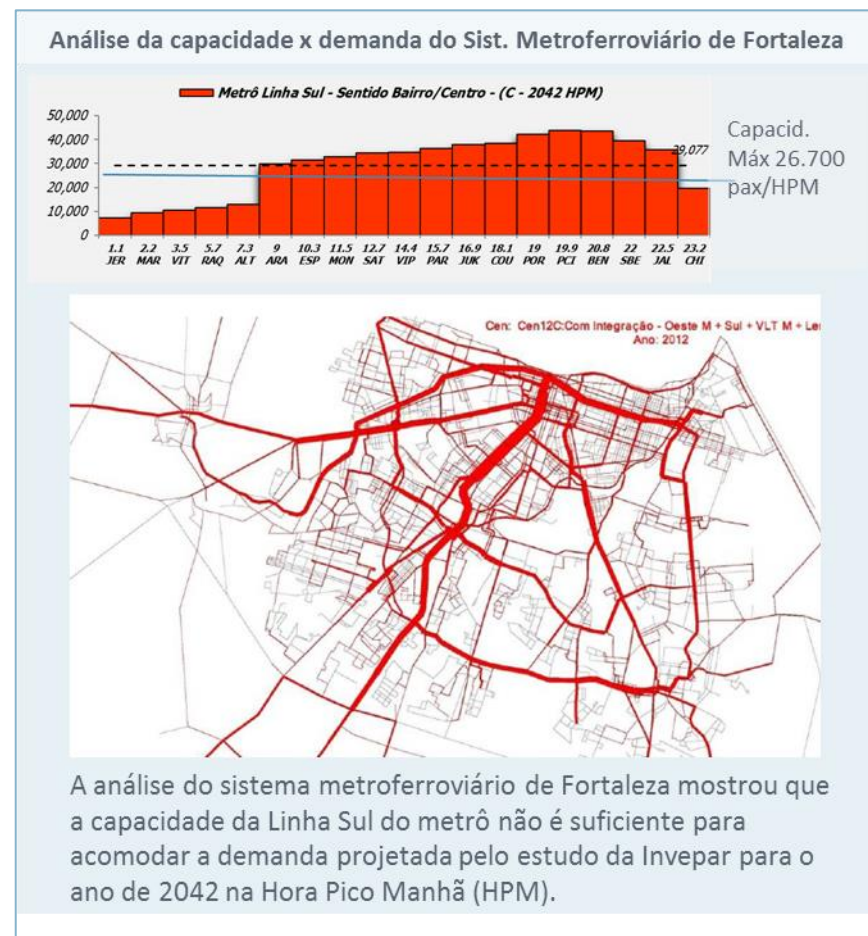 Análise da capacidade x demanda do Sist. Metroferroviário de Fortaleza
Metrô Linha Sul - Sentido Bairro/Centro - (C - 2042 HPM)
50,000
40,000
30,000
20,000
10,000
0
29,077
Capacid.
Máx 26.700
pax/HPM
1.1 2.2 3.5 5.7 7.3 9 10.3 11.5 12.7 14.4 15.7 16.9 18.1 19 19.9 20.8 22 22.5 23.2
JER MAR VIT RAQ ALT ARA ESP MON SAT VIP PAR JUK COU POR PCI BEN SBE JAL CHI
Cen: Cen12C:Com Integração - Oeste M + Sul + VLT M + Le
Ano: 2012
A análise do sistema metroferroviário de Fortaleza mostrou que
a capacidade da Linha Sul do metrô não é suficiente para
acomodar a demanda projetada pelo estudo da Invepar para o
ano de 2042 na Hora Pico Manhã (HPM).